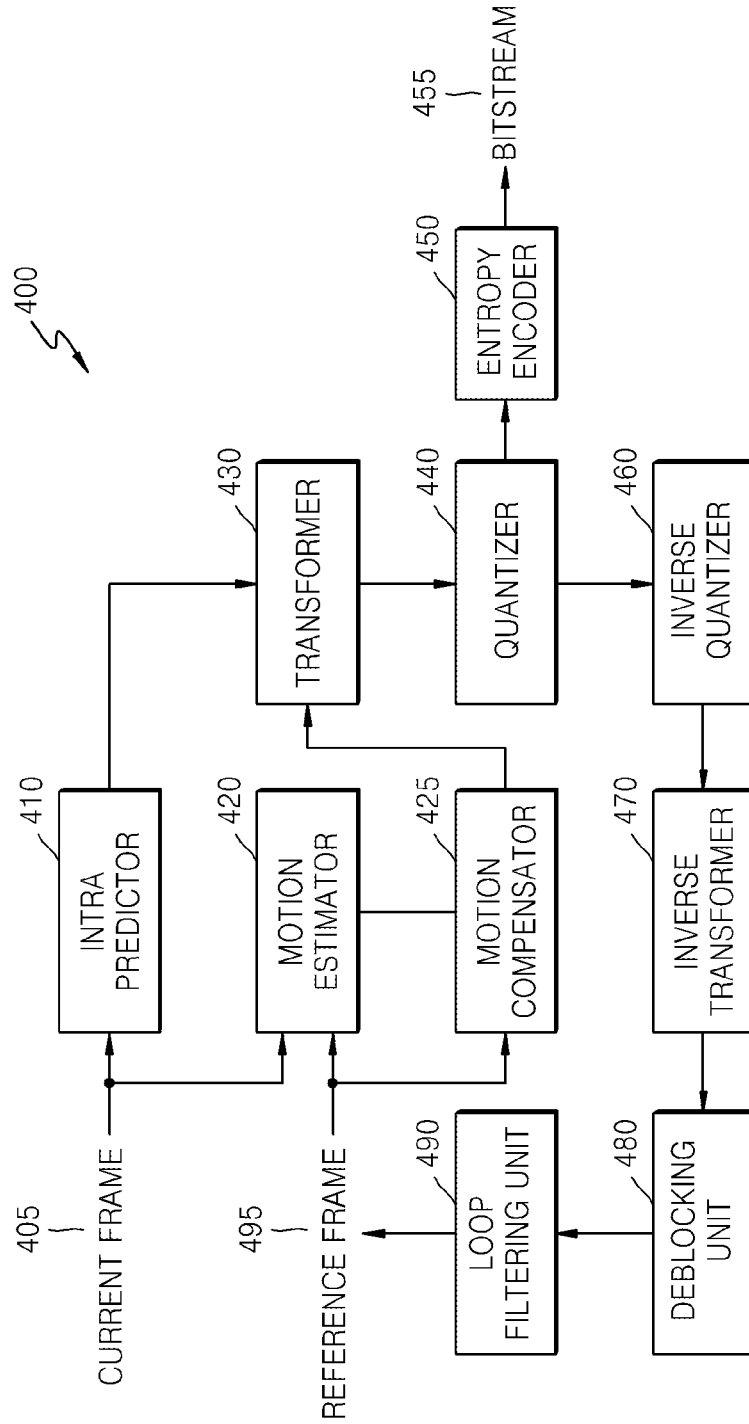 400
405
CURRENT FRAME
410
INTRA
PREDICTOR
495
REFERENCE FRAME
420
MOTION
ESTIMATOR
430
TRANSFORMER
425
MOTION
COMPENSATOR
440
QUANTIZER
450
ENTROPY
ENCODER
455
BITSTREAM
490
LOOP
FILTERING UNIT
480
DEBLOCKING
UNIT
470
INVERSE
TRANSFORMER
460
INVERSE
QUANTIZER